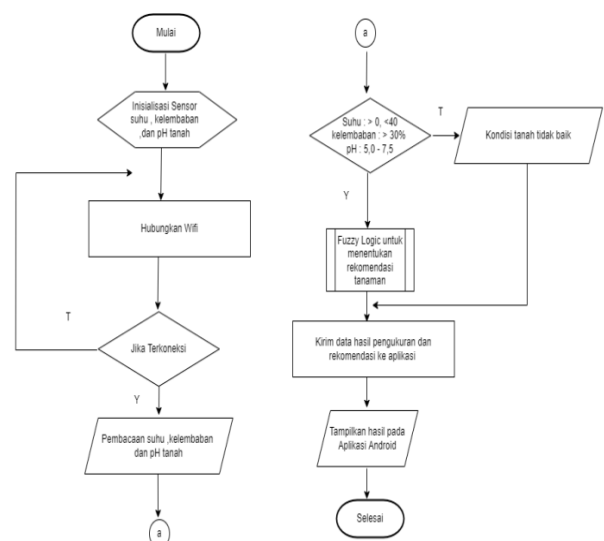 Mulai
Inisialisasi Sensor
suhu , kelembaban
,dan pH tanah
Hubungkan Wifi
T
Jika Terkoneksi
Y
Pembacaan suhu ,kelembaban
dan pH tanah
a
a
Suhu : > 0, <40
kelembaban : > 30%
pH : 5,0 - 7,5
T
Kondisi tanah tidak baik
Y
Fuzzy Logic untuk
menentukan
rekomendasi
tanaman
Kirim data hasil pengukuran dan
rekomendasi ke aplikasi
Tampilkan hasil pada
Aplikasi Android
Selesai